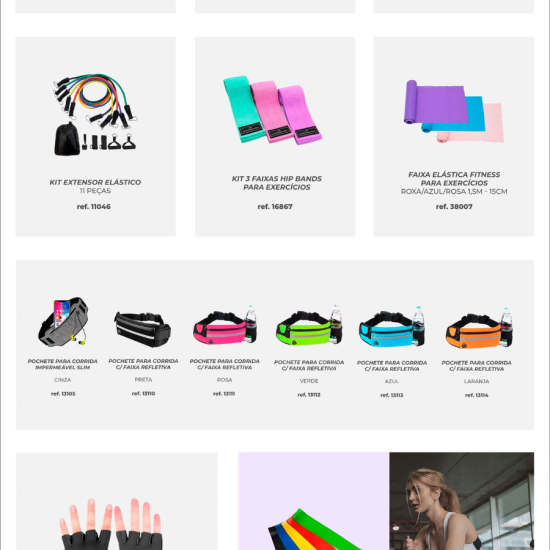 KIT EXTENSOR ELÁSTICO
11 PEÇAS
ref. 11046
KIT 3 FAIXAS HIP BANDS
PARA EXERCÍCIOS
ref. 16867
FAIXA ELÁSTICA FITNESS
PARA EXERCÍCIOS
ROXA/AZUL/ROSA 1,5M - 15CM
ref. 38007
POCHETE PARA CORRIDA
IMPERMEÁVEL SLIM
CINZA
ref. 13105
POCHETE PARA CORRIDA
C/ FAIXA REFLETIVA
PRETA
ref. 13110
POCHETE PARA CORRIDA
C/ FAIXA REFLETIVA
ROSA
ref. 13111
POCHETE PARA CORRIDA
C/ FAIXA REFLETIVA
VERDE
ref. 13112
POCHETE PARA CORRIDA
C/ FAIXA REFLETIVA
AZUL
ref. 13113
POCHETE PARA CORRIDA
C/ FAIXA REFLETIVA
LARANJA
ref. 13114